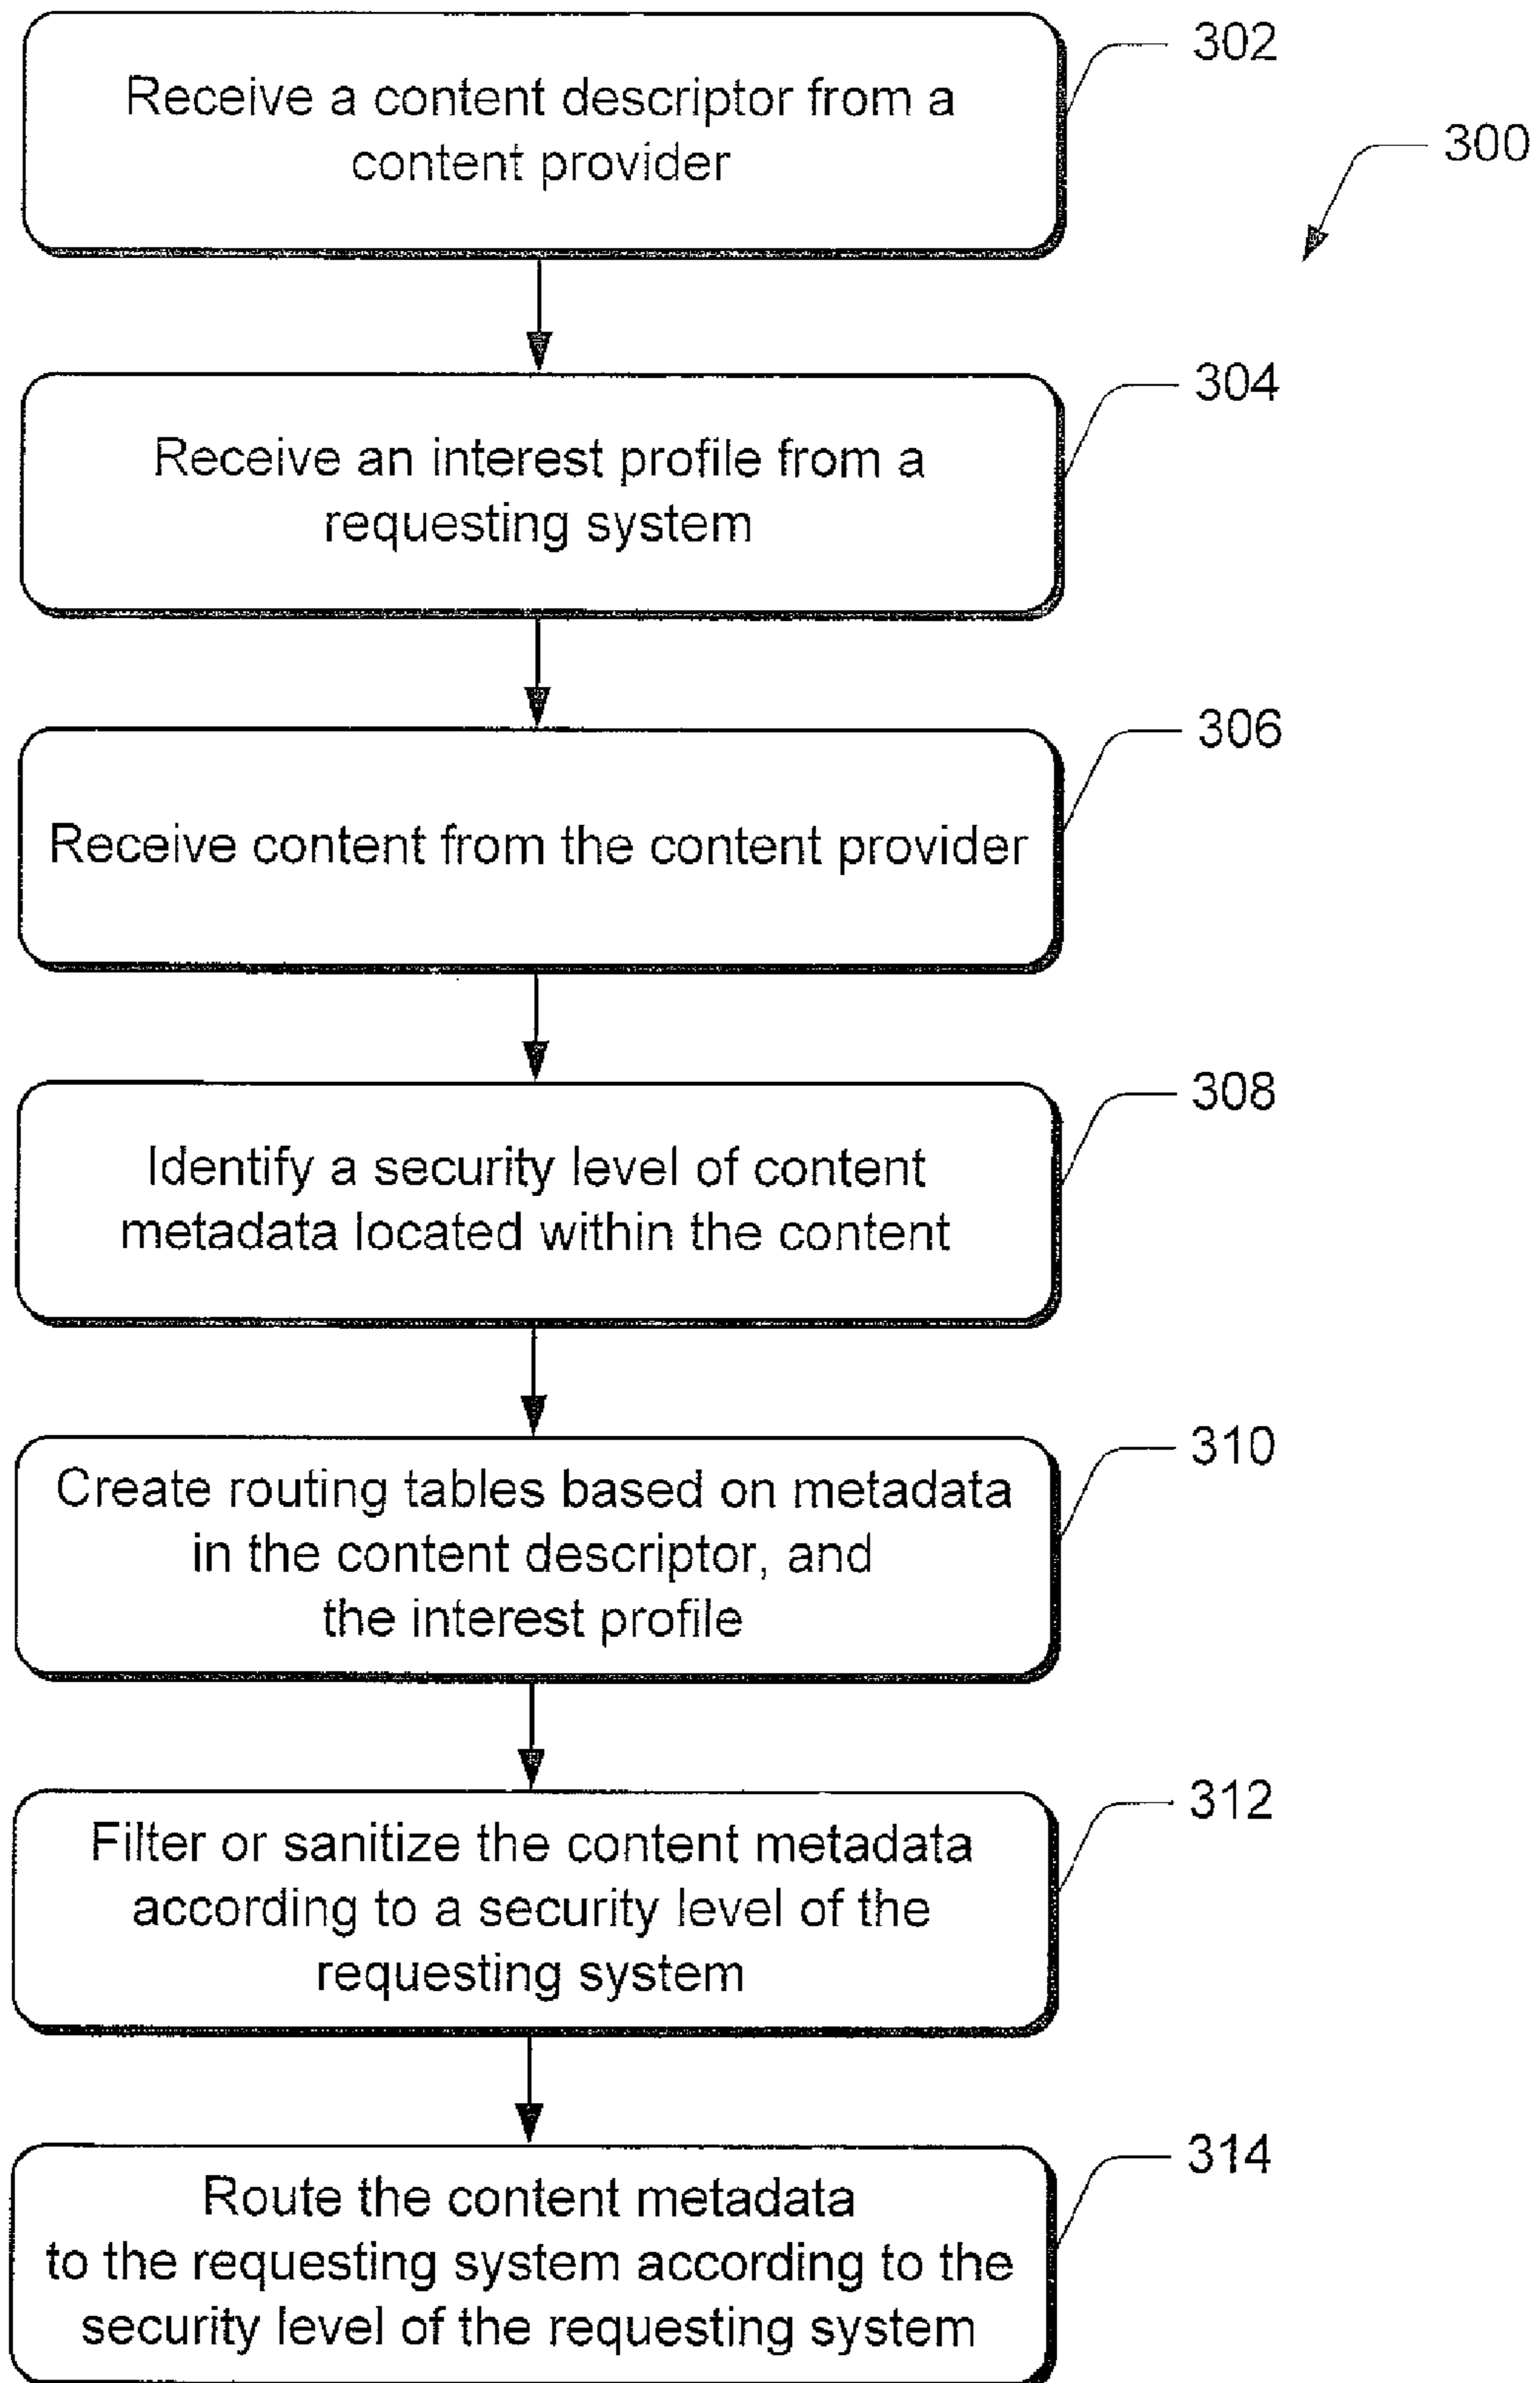 302
Receive a content descriptor from a
content provider
300
304
Receive an interest profile from a
requesting system
306
Receive content from the content provider
308
Identify a security level of content
metadata located within the content
310
Create routing tables based on metadata
in the content descriptor, and
the interest profile
312
Filter or sanitize the content metadata
according to a security level of the
requesting system
314
Route the content metadata
to the requesting system according to the
security level of the requesting system